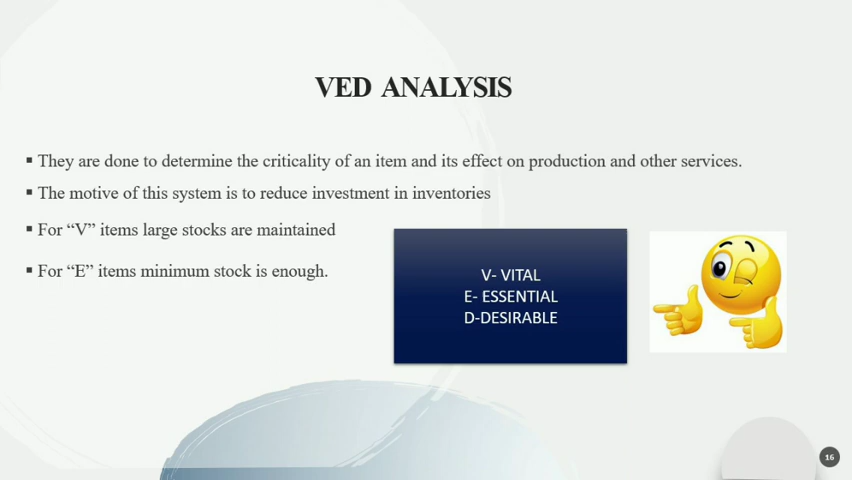 VED ANALYSIS
▪ They are done to determine the criticality of an item and its effect on production and other services.
▪ The motive of this system is to reduce investment in inventories
▪ For “V” items large stocks are maintained
▪ For “E” items minimum stock is enough.
V- VITAL
E- ESSENTIAL
D-DESIRABLE
16